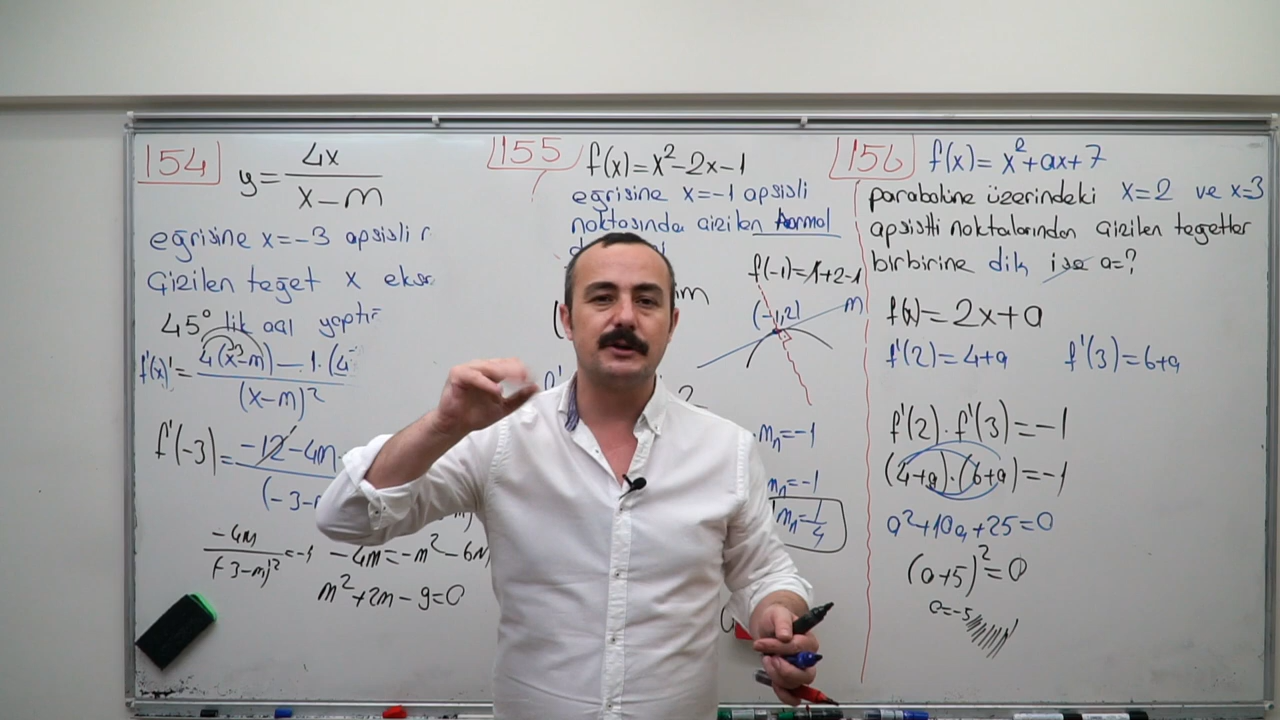 154
y = 4x / x-m
eğrisine x=-3 apsisli
Çizilen teğet x
45° lik açı
f'(x)' = 4(x-m) - 1.(4
(x-m)²
f'(-3) = -12-4m
(-3-
-4m / (-3-m)² = -1
-4m = -m²-6
m²+2m-9=0
155
f(x)=x²-2x-1
eğrisine x=-1 apsisli
noktasında çizilen normal
f(-1)=1+2-1
(-1,2)
m
mₙ=-1
mₙ=-1
mₙ=1/4
156
f(x)=x²+ax+7
parabolüne üzerindeki x=2 ve x=3
apsisli noktalarından çizilen teğetler
birbirine dik ise a=?
f(x)=2x+a
f'(2)=4+a f'(3)=6+a
f'(2).f'(3)=-1
(4+a).(6+a)=-1
a²+10a+25=0
(a+5)²=0
a=-5